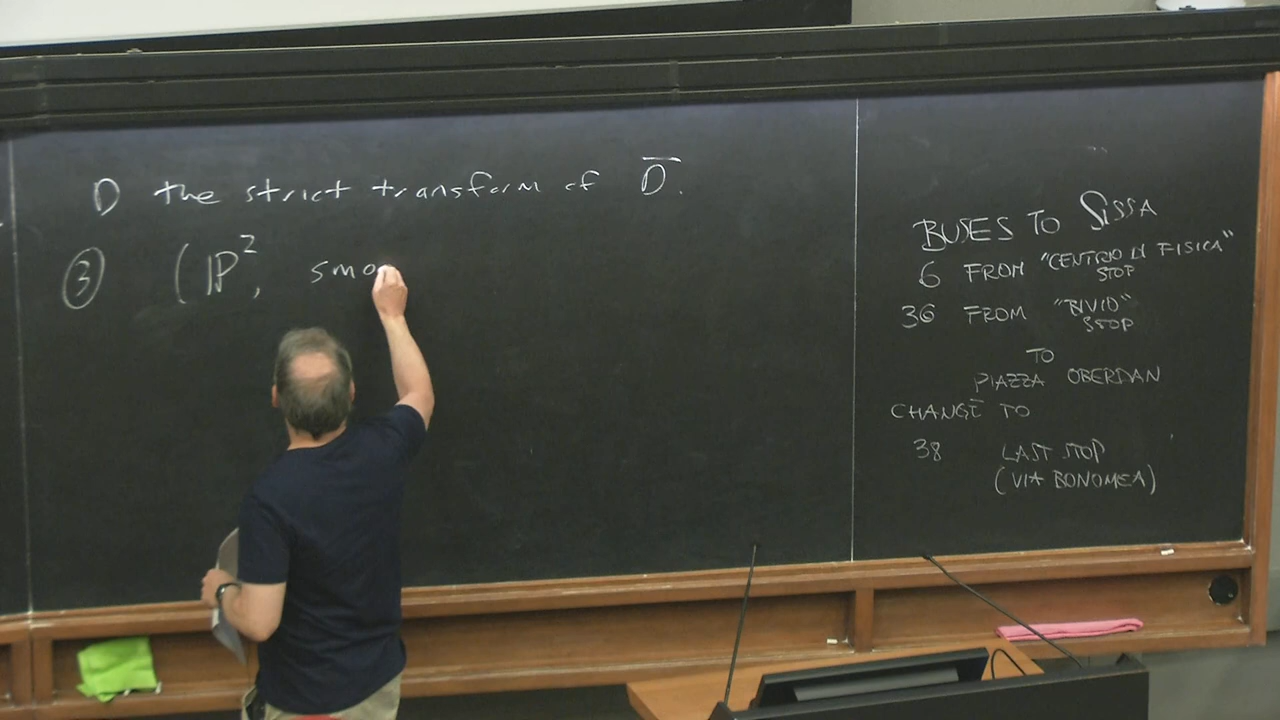 D the strict transform of D̅.
③ (ℙ², smo
BUSES TO SISSA
6 FROM "CENTRO DI FISICA"
STOP
36 FROM "BIVIO"
STOP
TO
PIAZZA OBERDAN
CHANGE TO
38 LAST STOP
(VIA BONOMEA)